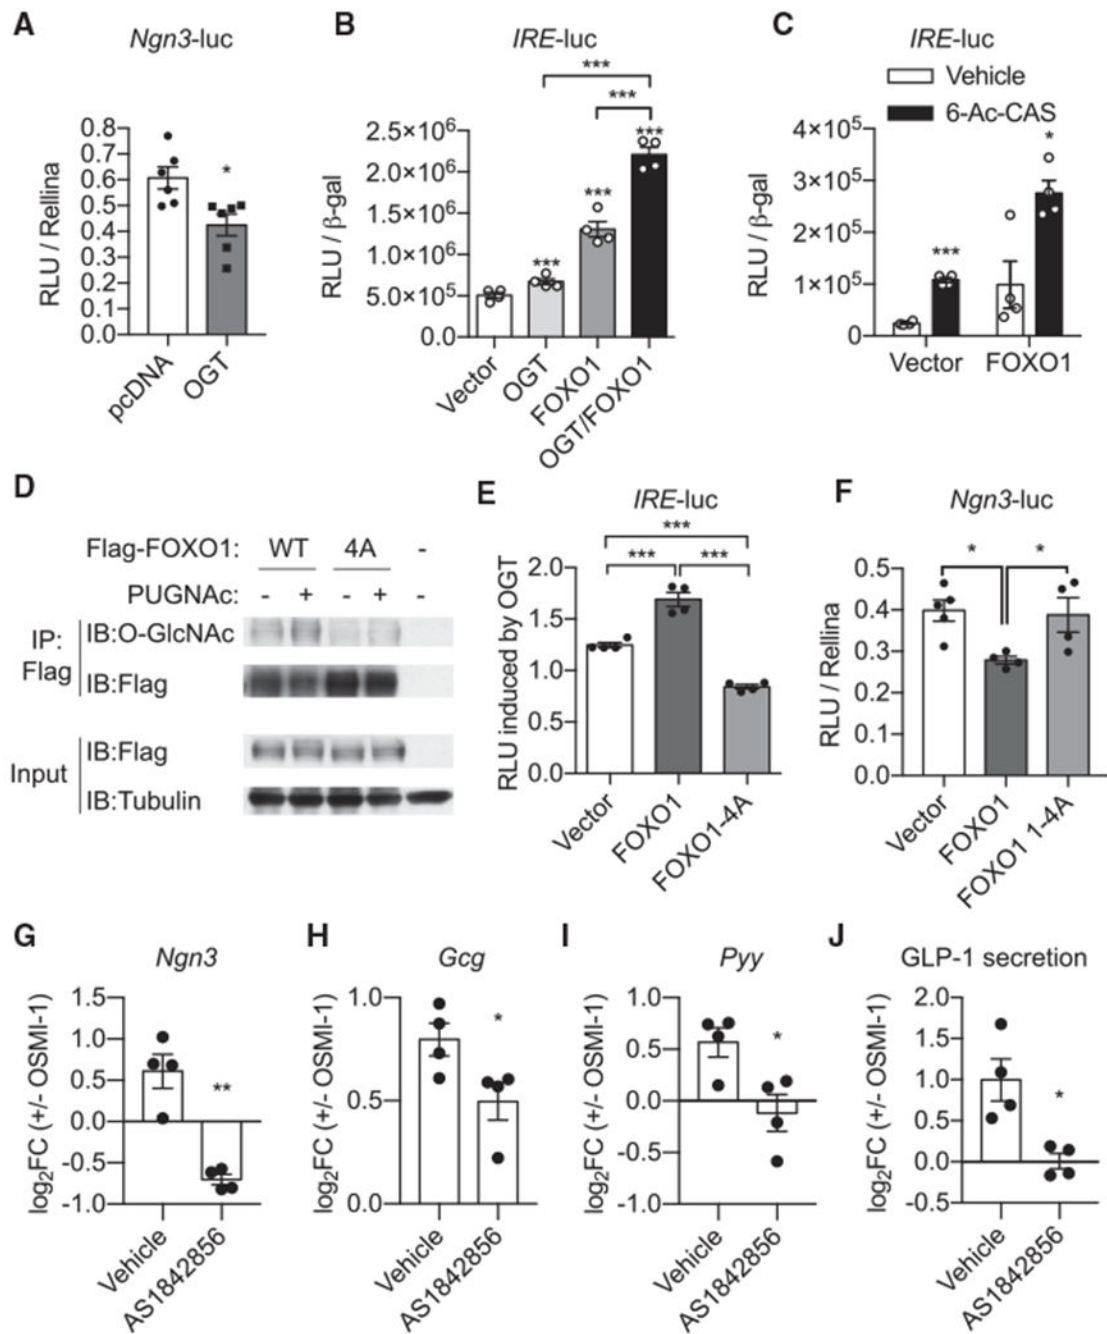 A
Ngn3-luc
RLU / Rellina
0.8
0.7
0.6
0.5
0.4
0.3
0.2
0.1
0.0
*
pcDNA
OGT
B
IRE-luc
RLU / β-gal
2.5×10⁶
2.0×10⁶
1.5×10⁶
1.0×10⁶
5.0×10⁵
0.0
***
***
***
***
***
Vector
OGT
FOXO1
OGT/FOXO1
C
IRE-luc
Vehicle
6-Ac-CAS
RLU / β-gal
4×10⁵
3×10⁵
2×10⁵
1×10⁵
0
***
*
Vector
FOXO1
D
Flag-FOXO1: WT 4A -
PUGNAc: - + - +
IP:
Flag
IB:O-GlcNAc
IB:Flag
Input
IB:Flag
IB:Tubulin
E
IRE-luc
RLU induced by OGT
2.0
1.5
1.0
0.5
0.0
***
*** ***
Vector
FOXO1
FOXO1-4A
F
Ngn3-luc
RLU / Rellina
0.5
0.4
0.3
0.2
0.1
0.0
* *
Vector
FOXO1
FOXO1 1-4A
G
Ngn3
log₂FC (+/- OSMI-1)
1.5
1.0
0.5
0.0
-0.5
-1.0
**
Vehicle
AS1842856
H
Gcg
log₂FC (+/- OSMI-1)
1.0
0.5
0.0
*
Vehicle
AS1842856
I
Pyy
log₂FC (+/- OSMI-1)
1.0
0.5
0.0
-0.5
-1.0
*
Vehicle
AS1842856
J
GLP-1 secretion
log₂FC (+/- OSMI-1)
2.0
1.5
1.0
0.5
0.0
-0.5
*
Vehicle
AS1842856